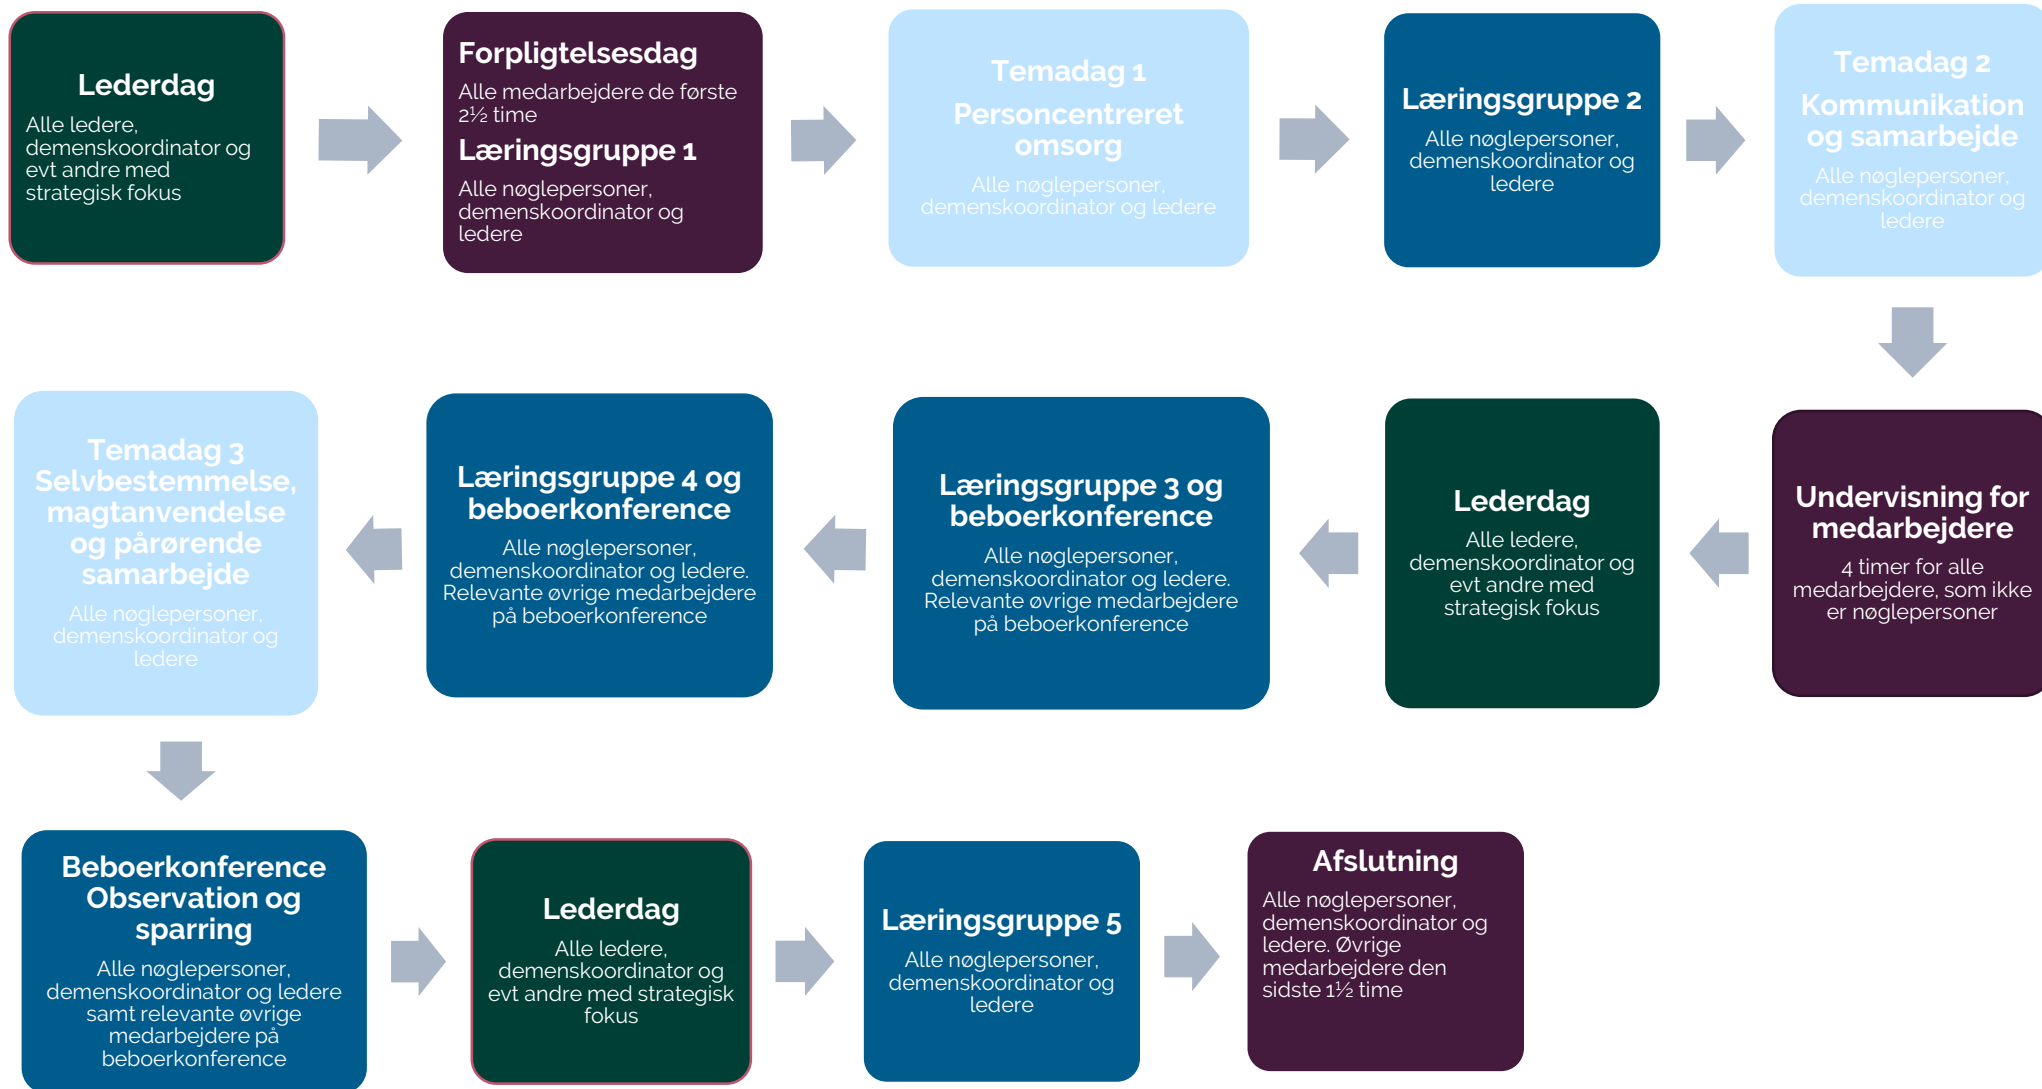 Lederdag
Alle ledere,
demenskoordinator og
evt andre med
strategisk fokus
Forpligtelsesdag
Alle medarbejdere de første
2½ time
Læringsgruppe 1
Alle nøglepersoner,
demenskoordinator og
ledere
Temadag 1
Personcentreret
omsorg
Alle nøglepersoner,
demenskoordinator og ledere
Læringsgruppe 2
Alle nøglepersoner,
demenskoordinator og
ledere
Temadag 2
Kommunikation
og samarbejde
Alle nøglepersoner,
demenskoordinator og
ledere
Undervisning for
medarbejdere
4 timer for alle
medarbejdere, som ikke
er nøglepersoner
Lederdag
Alle ledere,
demenskoordinator og
evt andre med
strategisk fokus
Læringsgruppe 3 og
beboerkonference
Alle nøglepersoner,
demenskoordinator og ledere.
Relevante øvrige medarbejdere
på beboerkonference
Læringsgruppe 4 og
beboerkonference
Alle nøglepersoner,
demenskoordinator og ledere.
Relevante øvrige medarbejdere
på beboerkonference
Temadag 3
Selvbestemmelse,
magtanvendelse
og pårørende
samarbejde
Alle nøglepersoner,
demenskoordinator og
ledere
Beboerkonference
Observation og
sparring
Alle nøglepersoner,
demenskoordinator og ledere
samt relevante øvrige
medarbejdere på
beboerkonference
Lederdag
Alle ledere,
demenskoordinator og
evt andre med strategisk
fokus
Læringsgruppe 5
Alle nøglepersoner,
demenskoordinator og
ledere
Afslutning
Alle nøglepersoner,
demenskoordinator og
ledere. Øvrige
medarbejdere den
sidste 1½ time